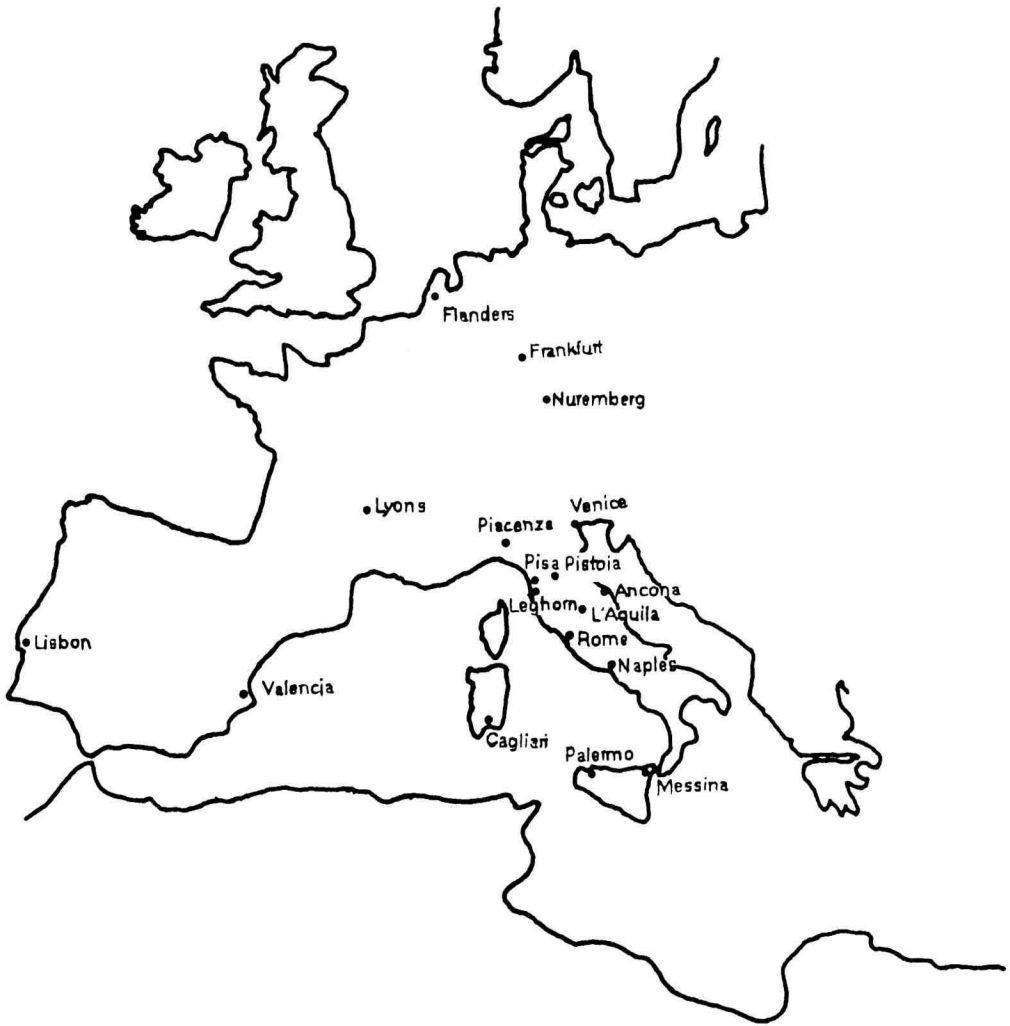 Flanders
Frankfurt
Nuremberg
Lyons
Venice
Piacenza
Pisa Pistoia
Ancona
Leghorn
L'Aquila
Lisbon
Rome
Naples
Valencia
Cagliari
Palermo
Messina